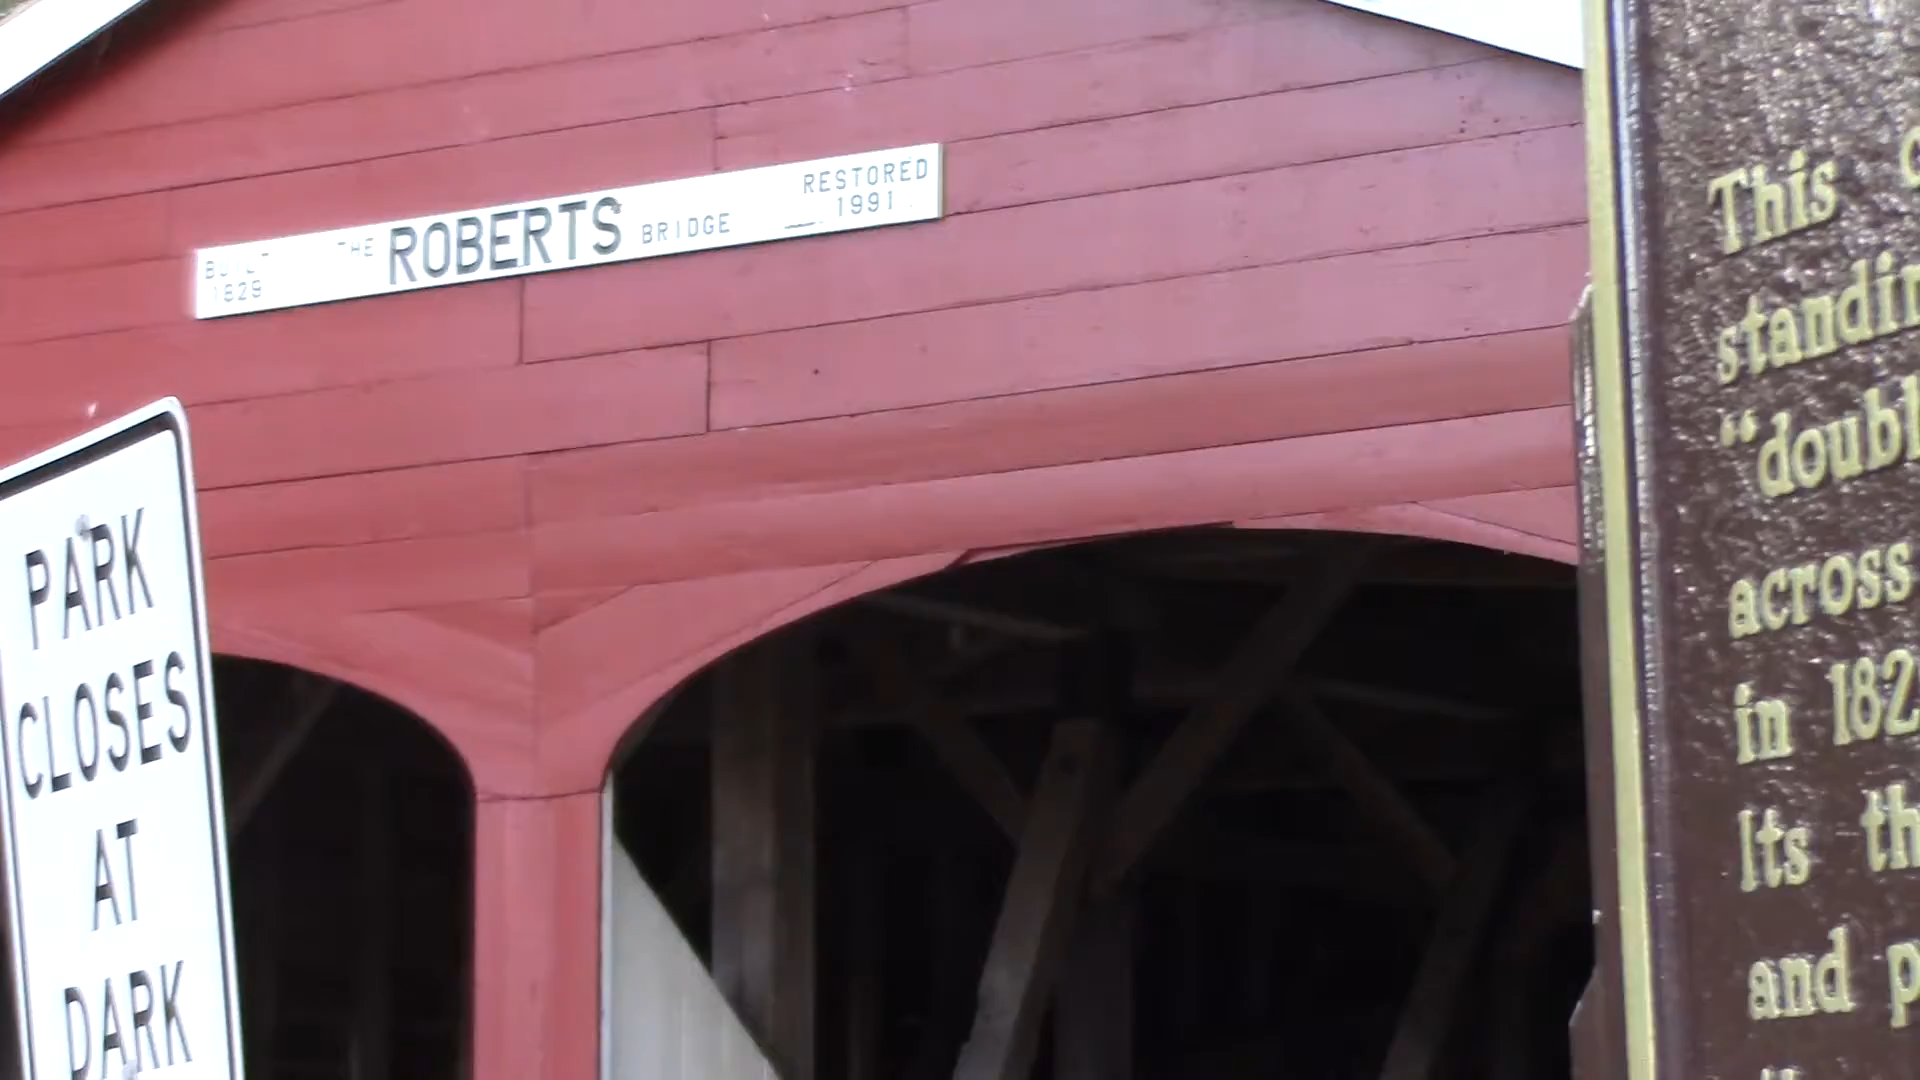 BUILT THE ROBERTS BRIDGE RESTORED
1829 1991
PARK
CLOSES
AT
DARK
This
standin
“doubl
across
in 182
Its th
and p